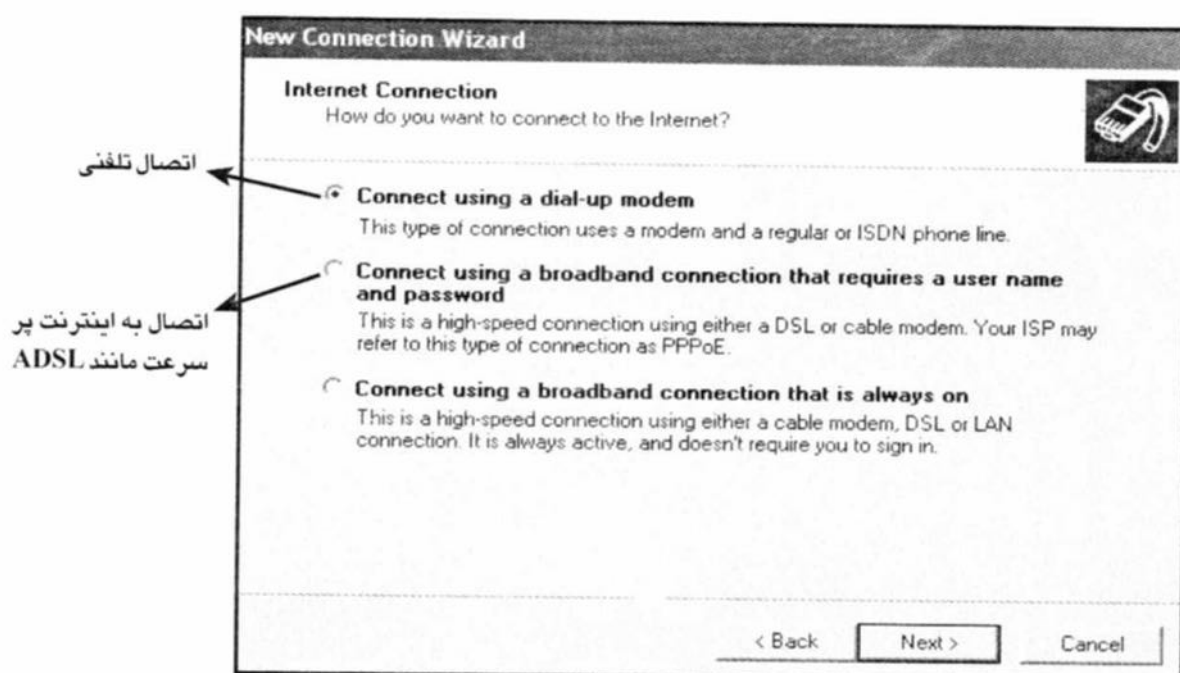 New Connection Wizard
Internet Connection
How do you want to connect to the Internet?
اتصال تلفنی
Connect using a dial-up modem
This type of connection uses a modem and a regular or ISDN phone line.
Connect using a broadband connection that requires a user name
and password
اتصال به اینترنت پر
سرعت مانند ADSL
This is a high-speed connection using either a DSL or cable modem. Your ISP may
refer to this type of connection as PPPoE.
Connect using a broadband connection that is always on
This is a high-speed connection using either a cable modem, DSL or LAN
connection. It is always active, and doesn't require you to sign in.
< Back
Next >
Cancel